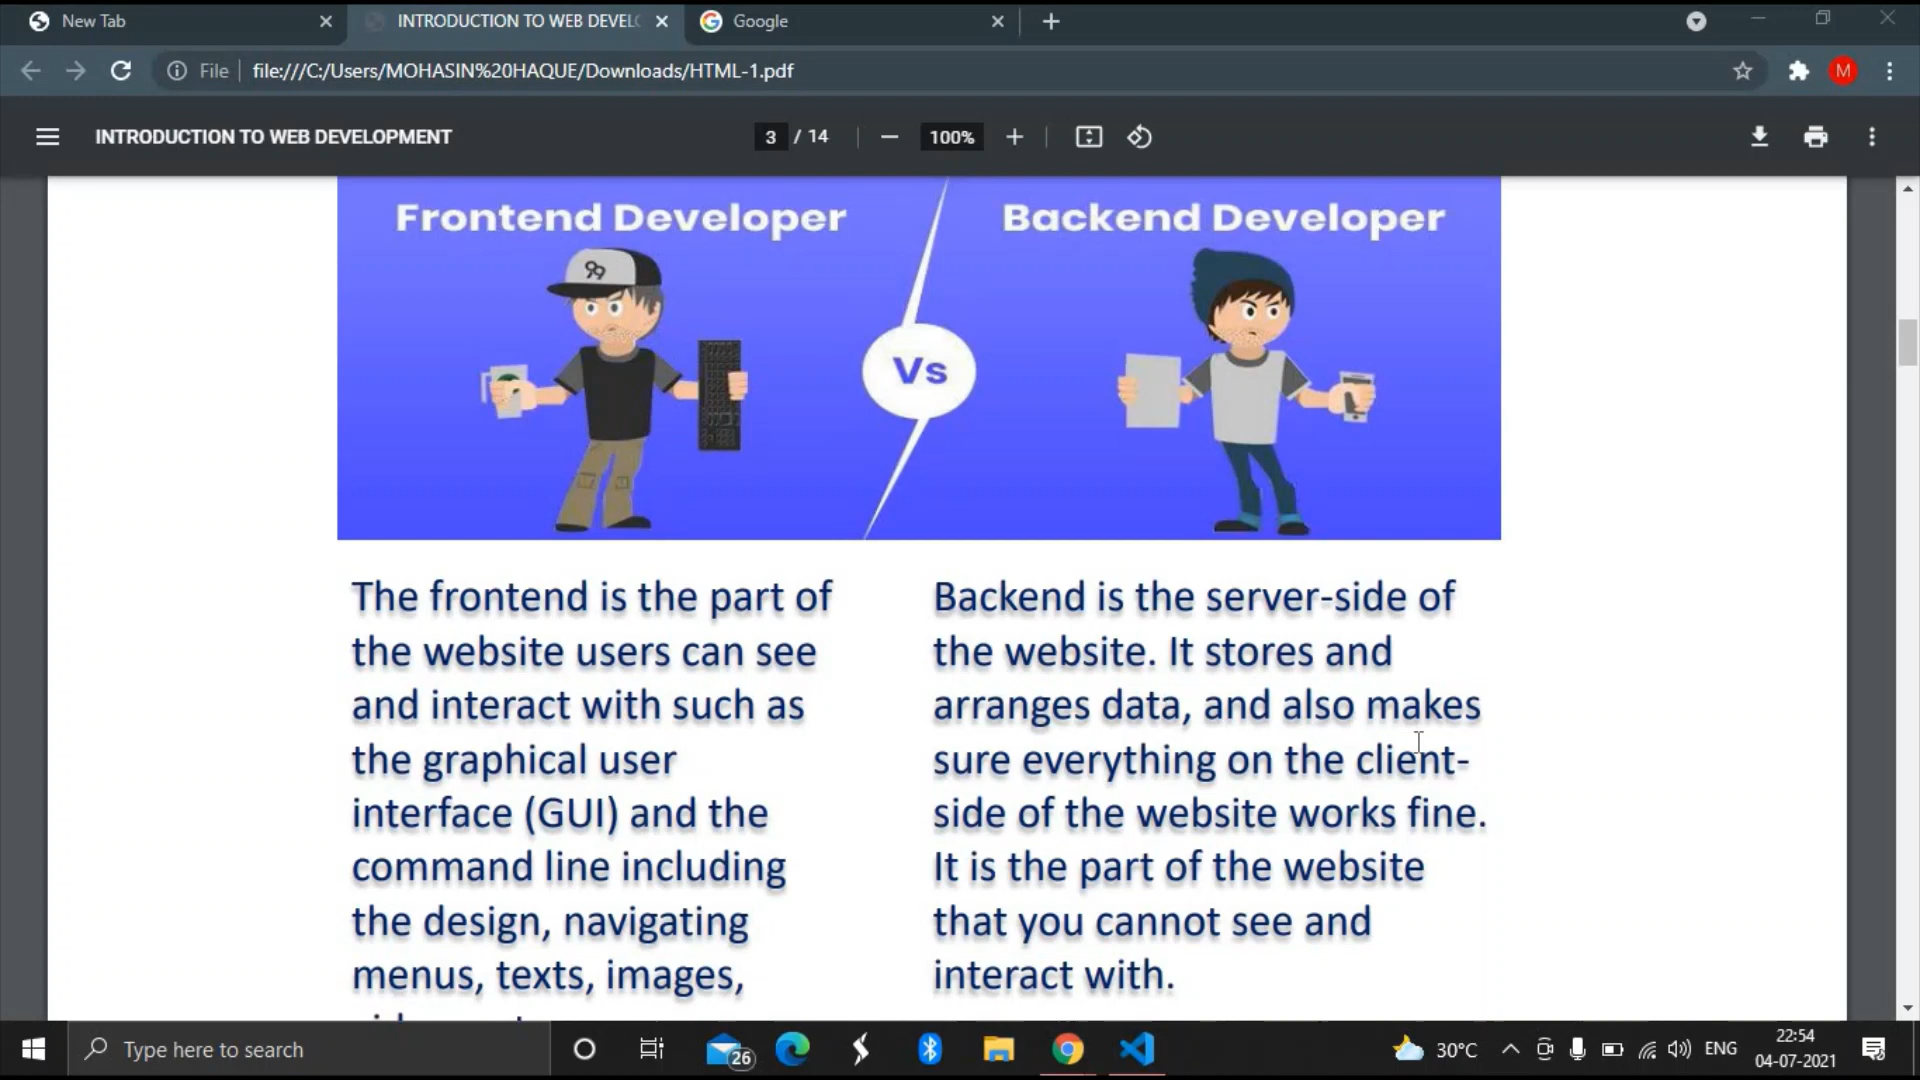 New Tab
INTRODUCTION TO WEB DEVEL
Google
File
file:///C:/Users/MOHASIN%20HAQUE/Downloads/HTML-1.pdf
M
INTRODUCTION TO WEB DEVELOPMENT
3 / 14
100%
Frontend Developer
Backend Developer
99
Vs
The frontend is the part of
the website users can see
and interact with such as
the graphical user
interface (GUI) and the
command line including
the design, navigating
menus, texts, images,
Backend is the server-side of
the website. It stores and
arranges data, and also makes
sure everything on the client-
side of the website works fine.
It is the part of the website
that you cannot see and
interact with.
Type here to search
26
30°C
ENG
22:54
04-07-2021